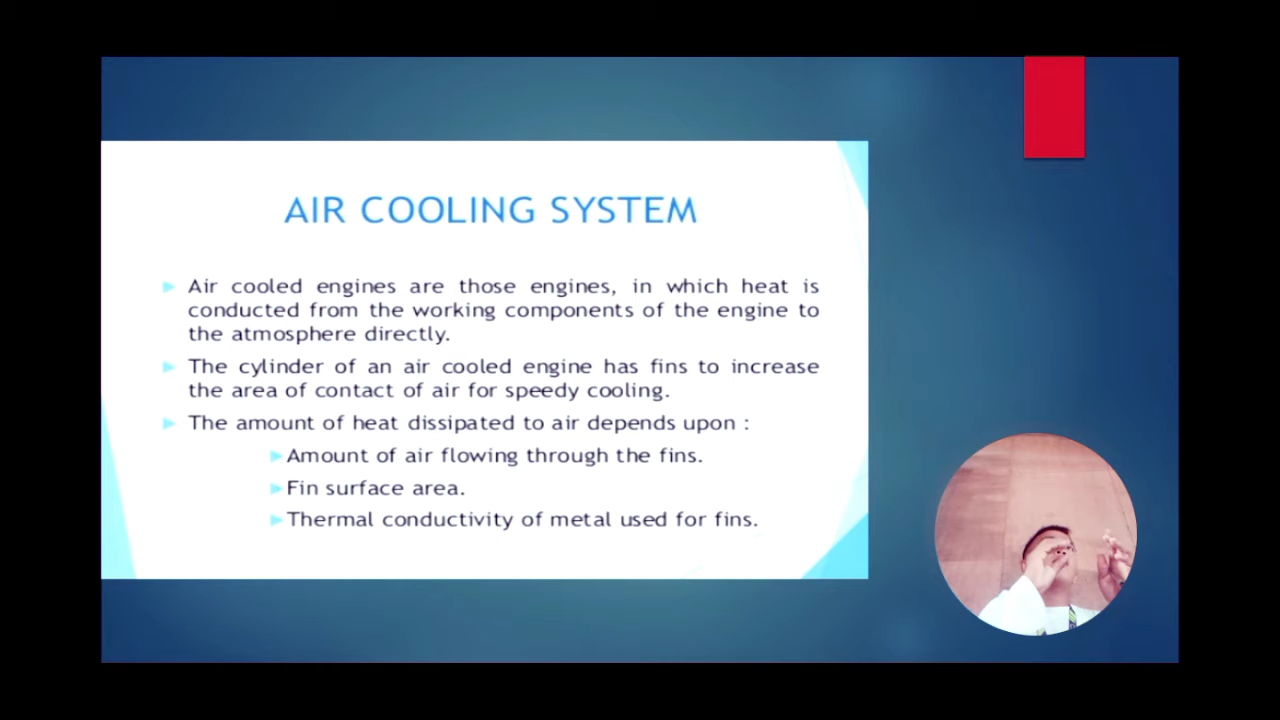 AIR COOLING SYSTEM
Air cooled engines are those engines, in which heat is
conducted from the working components of the engine to
the atmosphere directly.
The cylinder of an air cooled engine has fins to increase
the area of contact of air for speedy cooling.
The amount of heat dissipated to air depends upon :
Amount of air flowing through the fins.
Fin surface area.
Thermal conductivity of metal used for fins.